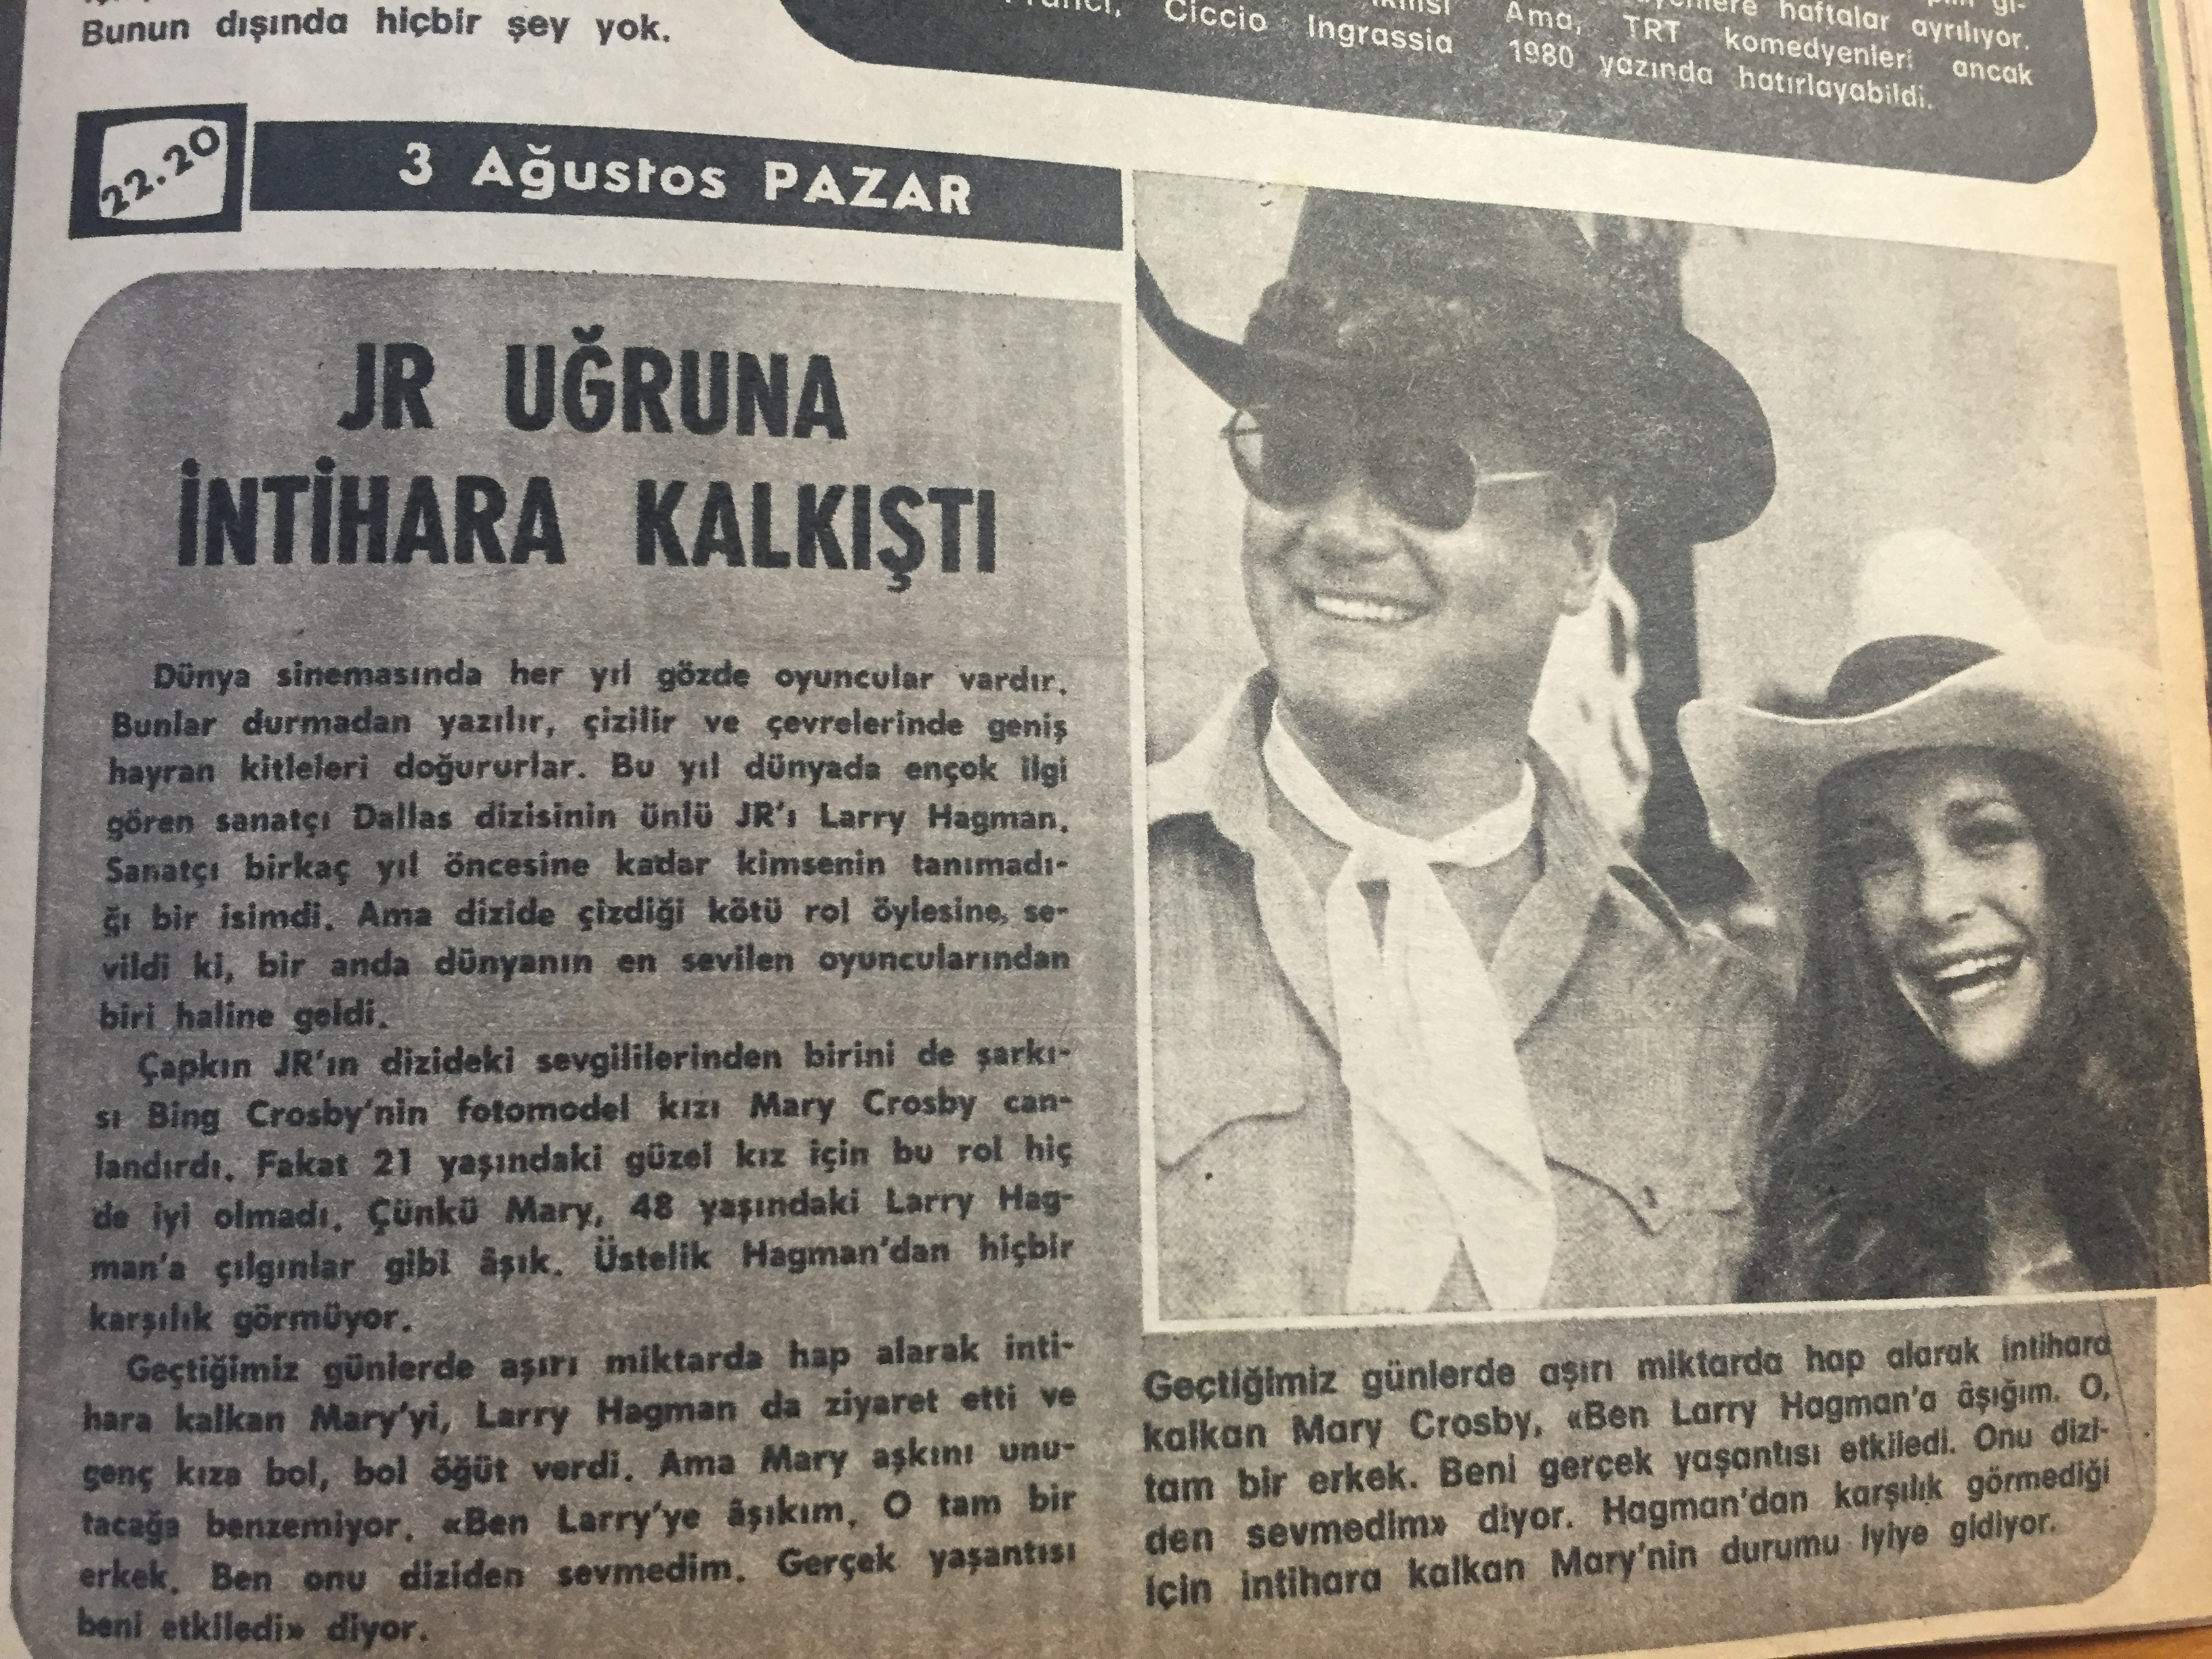 Bunun dışında hiçbir şey yok.
Ciccio Ingrassia
haftalar ayrılıyor.
Ama, TRT komedyenleri ancak
1980 yazında hatırlayabildi.
22.20
3 Ağustos PAZAR
JR UĞRUNA
İNTİHARA KALKIŞTI
Dünya sinemasında her yıl gözde oyuncular vardır.
Bunlar durmadan yazılır, çizilir ve çevrelerinde geniş
hayran kitleleri doğururlar. Bu yıl dünyada ençok ilgi
gören sanatçı Dallas dizisinin ünlü JR'ı Larry Hagman.
Sanatçı birkaç yıl öncesine kadar kimsenin tanımadı-
ğı bir isimdi. Ama dizide çizdiği kötü rol öylesine, se-
vildi ki, bir anda dünyanın en sevilen oyuncularından
biri haline geldi.
Çapkın JR'ın dizideki sevgililerinden birini de şarkı-
sı Bing Crosby'nin fotomodel kızı Mary Crosby can-
landırdı. Fakat 21 yaşındaki güzel kız için bu rol hiç
de iyi olmadı. Çünkü Mary, 48 yaşındaki Larry Hag-
man'a çılgınlar gibi âşık. Üstelik Hagman'dan hiçbir
karşılık görmüyor.
Geçtiğimiz günlerde aşırı miktarda hap alarak inti-
hara kalkan Mary'yi, Larry Hagman da ziyaret etti ve
genç kıza bol, bol öğüt verdi. Ama Mary aşkını unu-
tacağa benzemiyor. «Ben Larry'ye âşıkım. O tam bir
erkek. Ben onu diziden sevmedim. Gerçek yaşantısı
beni etkiledi» diyor.
Geçtiğimiz günlerde aşırı miktarda hap alarak intihara
kalkan Mary Crosby, «Ben Larry Hagman'a âşığım. O,
tam bir erkek. Beni gerçek yaşantısı etkiledi. Onu dizi-
den sevmedim» diyor. Hagman'dan karşılık görmediği
için intihara kalkan Mary'nin durumu iyiye gidiyor.